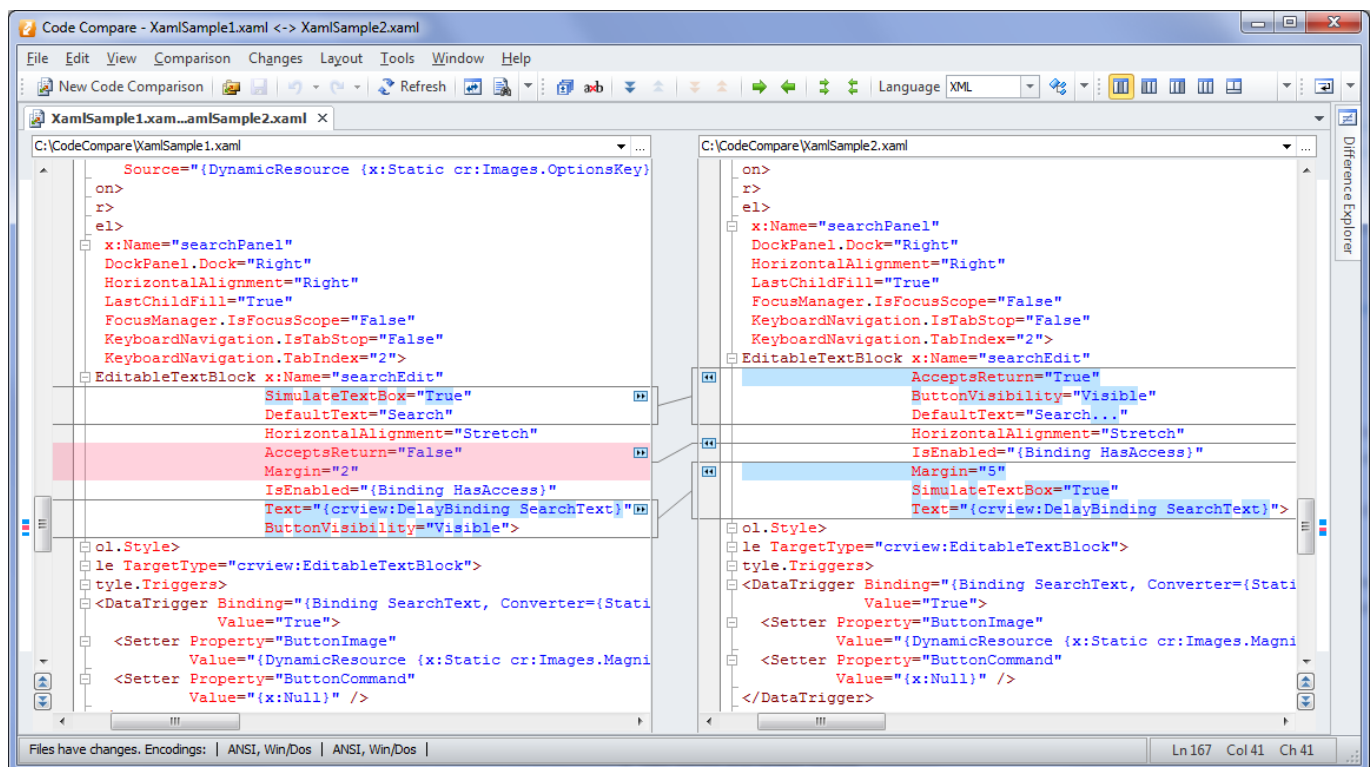 Code Compare - XamlSample1.xaml <-> XamlSample2.xaml
File Edit View Comparison Changes Layout Tools Window Help
New Code Comparison Refresh axb Language XML
XamlSample1.xam...amlSample2.xaml ×
C:\CodeCompare\XamlSample1.xaml ...
Source="{DynamicResource {x:Static cr:Images.OptionsKey}
on>
r>
el>
x:Name="searchPanel"
DockPanel.Dock="Right"
HorizontalAlignment="Right"
LastChildFill="True"
FocusManager.IsFocusScope="False"
KeyboardNavigation.IsTabStop="False"
KeyboardNavigation.TabIndex="2">
EditableTextBlock x:Name="searchEdit"
SimulateTextBox="True"
DefaultText="Search"
HorizontalAlignment="Stretch"
AcceptsReturn="False"
Margin="2"
IsEnabled="{Binding HasAccess}"
Text="{crview:DelayBinding SearchText}"
ButtonVisibility="Visible">
ol.Style>
le TargetType="crview:EditableTextBlock">
tyle.Triggers>
<DataTrigger Binding="{Binding SearchText, Converter={Stati
Value="True">
<Setter Property="ButtonImage"
Value="{DynamicResource {x:Static cr:Images.Magni
<Setter Property="ButtonCommand"
Value="{x:Null}" />
C:\CodeCompare\XamlSample2.xaml ...
on>
r>
el>
x:Name="searchPanel"
DockPanel.Dock="Right"
HorizontalAlignment="Right"
LastChildFill="True"
FocusManager.IsFocusScope="False"
KeyboardNavigation.IsTabStop="False"
KeyboardNavigation.TabIndex="2">
EditableTextBlock x:Name="searchEdit"
AcceptsReturn="True"
ButtonVisibility="Visible"
DefaultText="Search..."
HorizontalAlignment="Stretch"
IsEnabled="{Binding HasAccess}"
Margin="5"
SimulateTextBox="True"
Text="{crview:DelayBinding SearchText}">
ol.Style>
le TargetType="crview:EditableTextBlock">
tyle.Triggers>
<DataTrigger Binding="{Binding SearchText, Converter={Stati
Value="True">
<Setter Property="ButtonImage"
Value="{DynamicResource {x:Static cr:Images.Magni
<Setter Property="ButtonCommand"
Value="{x:Null}" />
</DataTrigger>
Difference Explorer
Files have changes. Encodings: | ANSI, Win/Dos | ANSI, Win/Dos |
Ln 167 Col 41 Ch 41